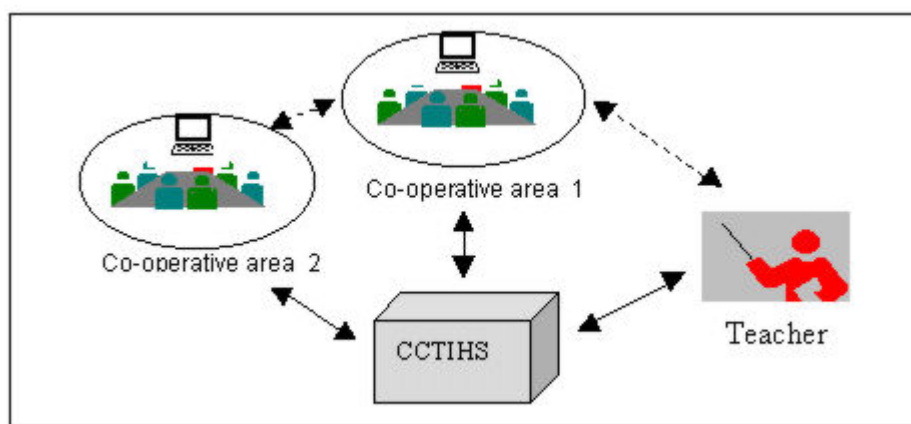 Co-operative area 1
Co-operative area 2
CCTIHS
Teacher